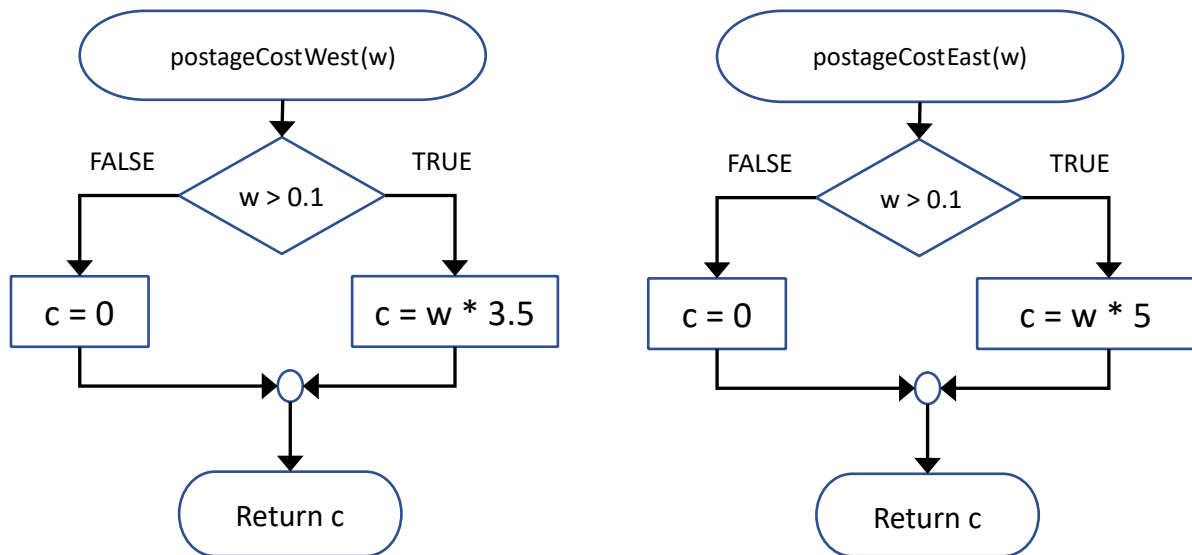 postageCostWest(w)
FALSE
TRUE
w > 0.1
c = 0
c = w * 3.5
Return c
postageCostEast(w)
FALSE
TRUE
w > 0.1
c = 0
c = w * 5
Return c